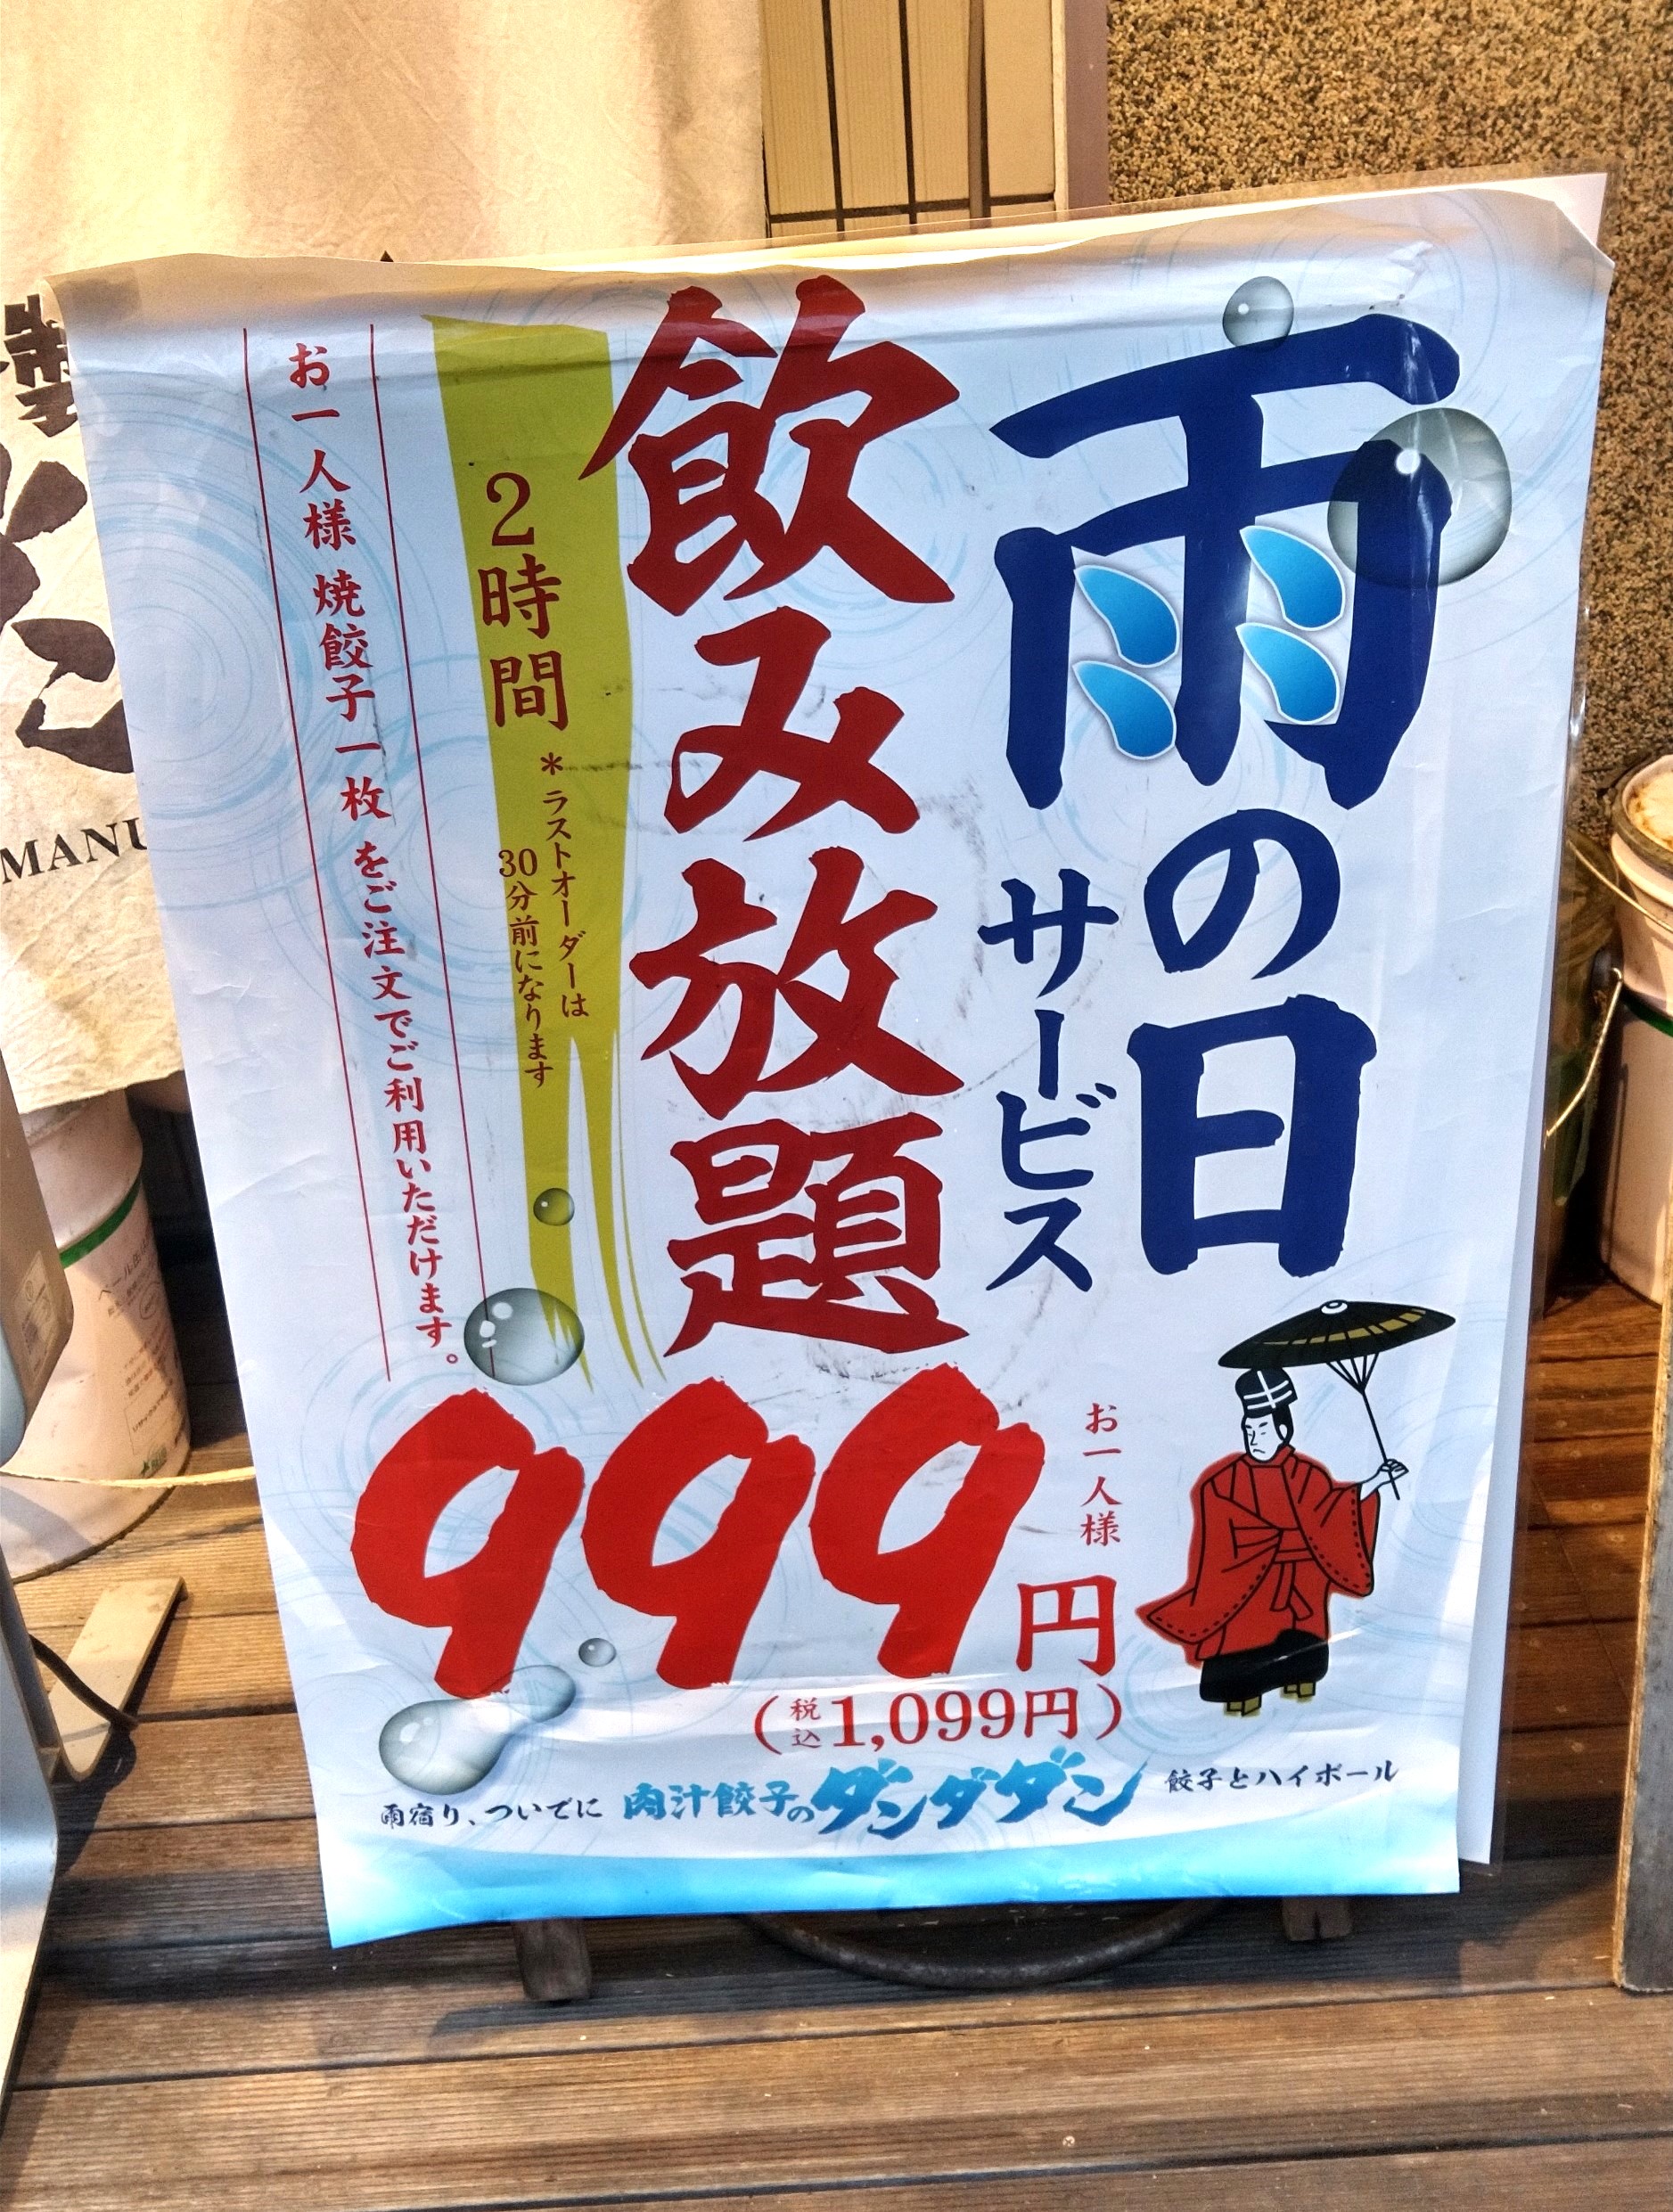 雨の日
サービス
飲み放題
2時間
*ラストオーダーは
30分前になります
お一人様 焼餃子一枚をご注文でご利用いただけます。
お一人様
999円
(税込1,099円)
雨宿り、ついでに 肉汁餃子のダンダダン 餃子とハイボール
製
MANU